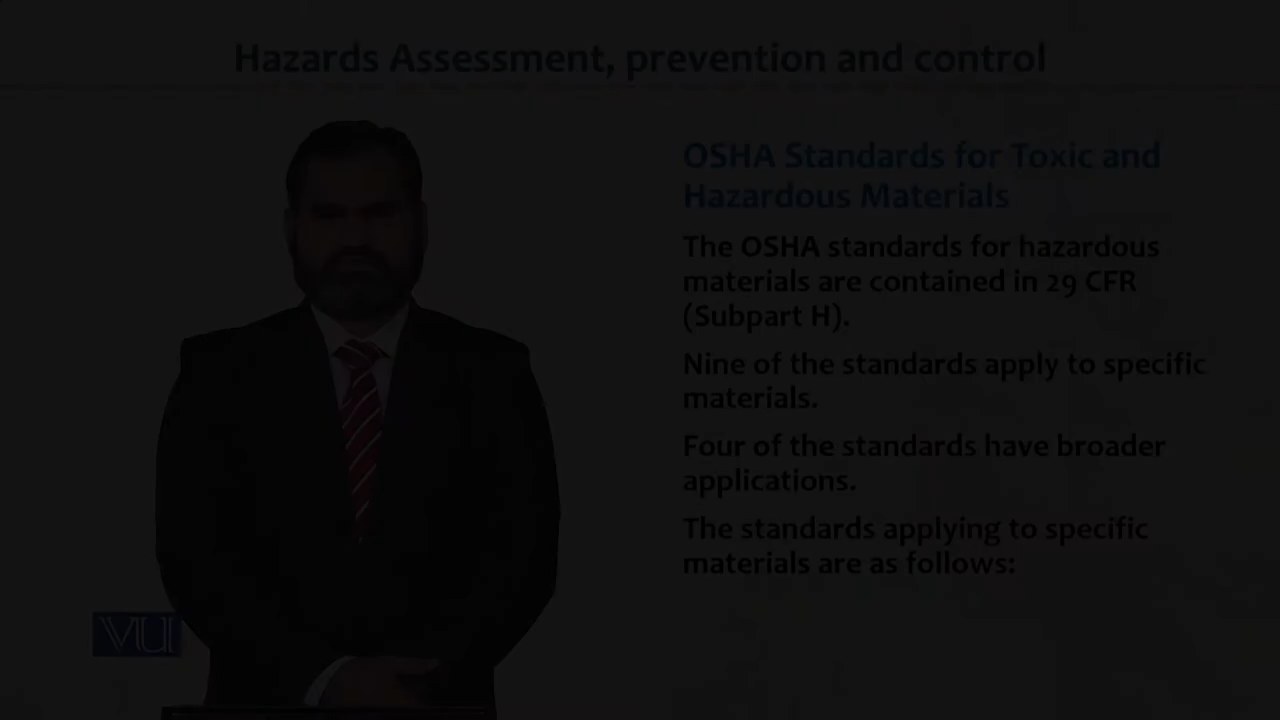 Hazards Assessment, prevention and control
OSHA Standards for Toxic and
Hazardous Materials
The OSHA standards for hazardous
materials are contained in 29 CFR
(Subpart H).
Nine of the standards apply to specific
materials.
Four of the standards have broader
applications.
The standards applying to specific
materials are as follows:
VU